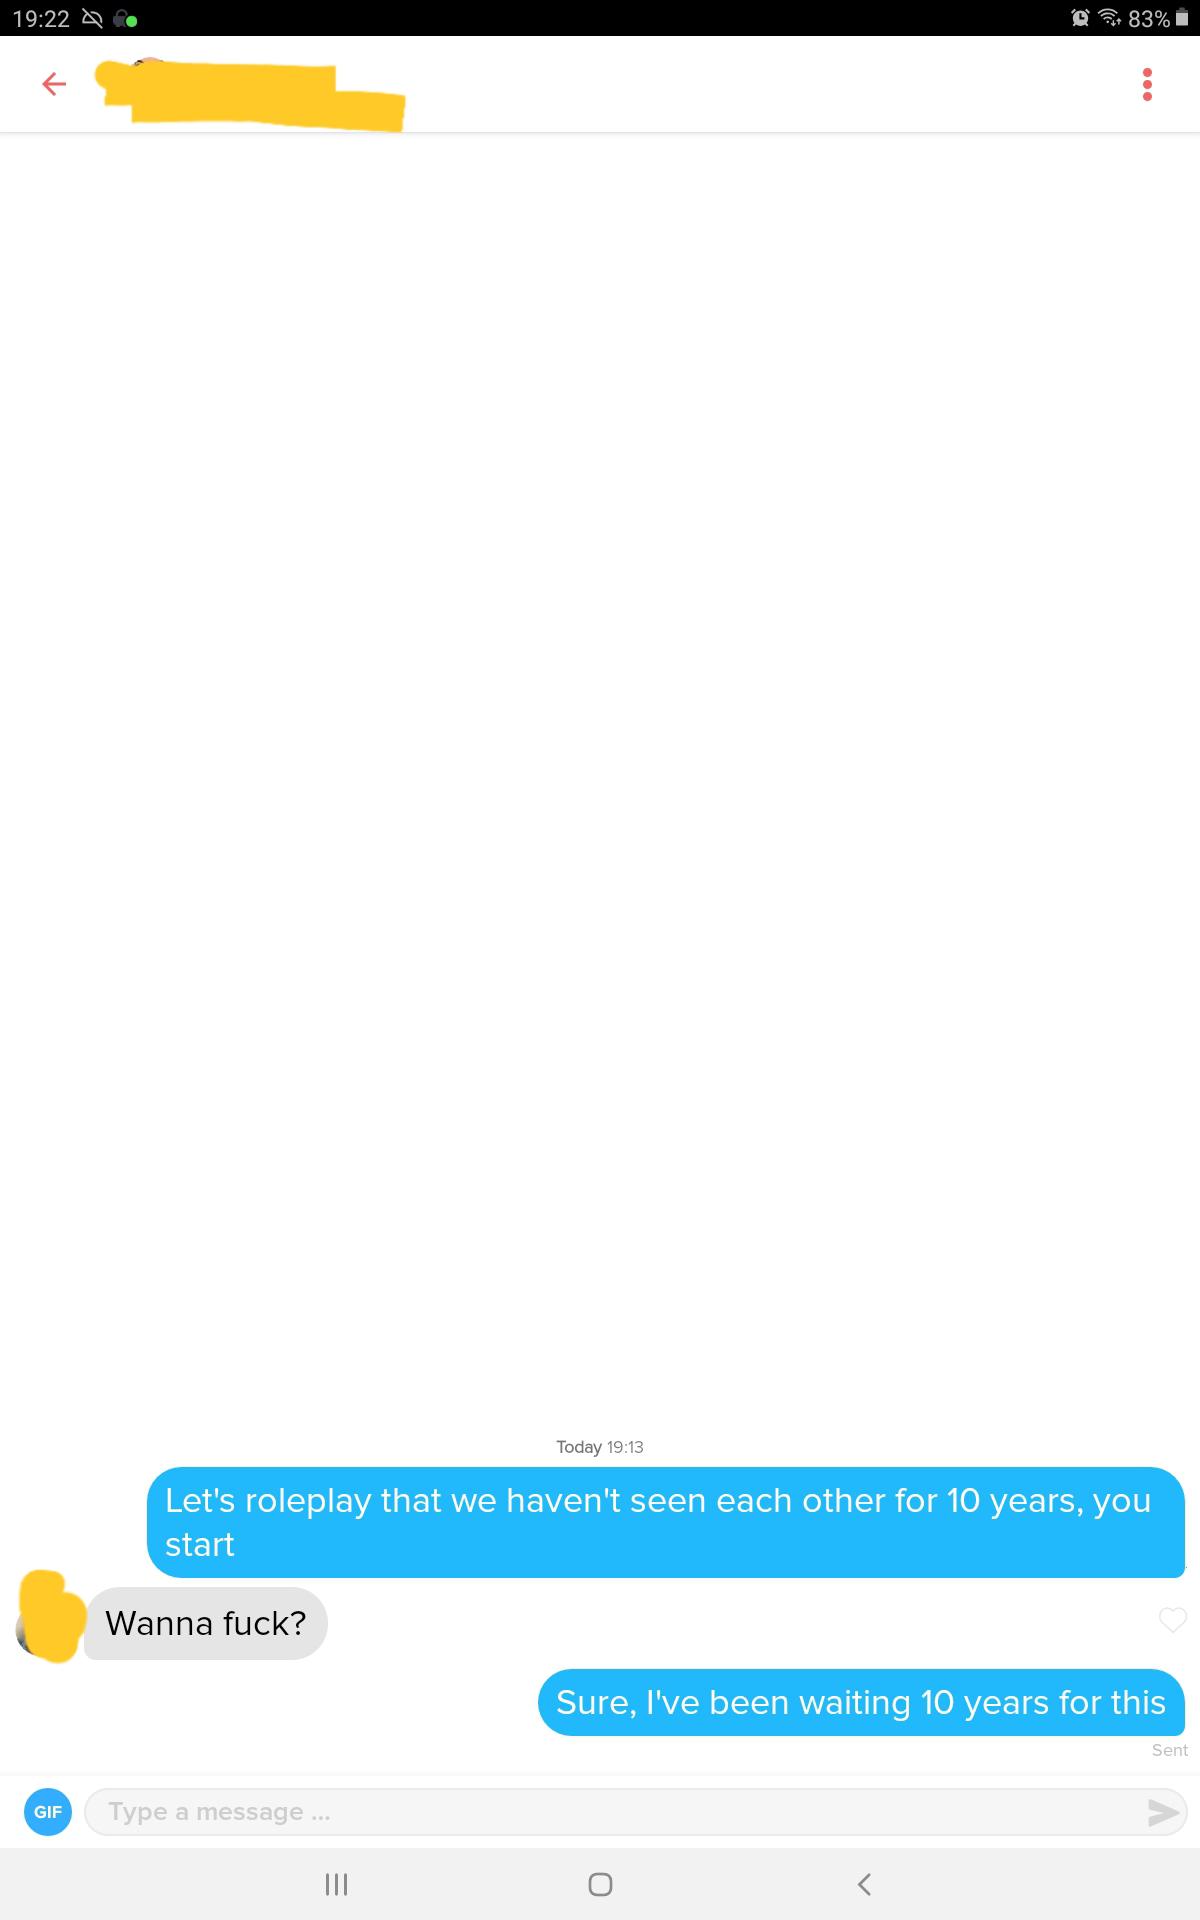 19:22 83%
Today 19:13
Let's roleplay that we haven't seen each other for 10 years, you
start
Wanna fuck?
Sure, I've been waiting 10 years for this
Sent
GIF Type a message ...